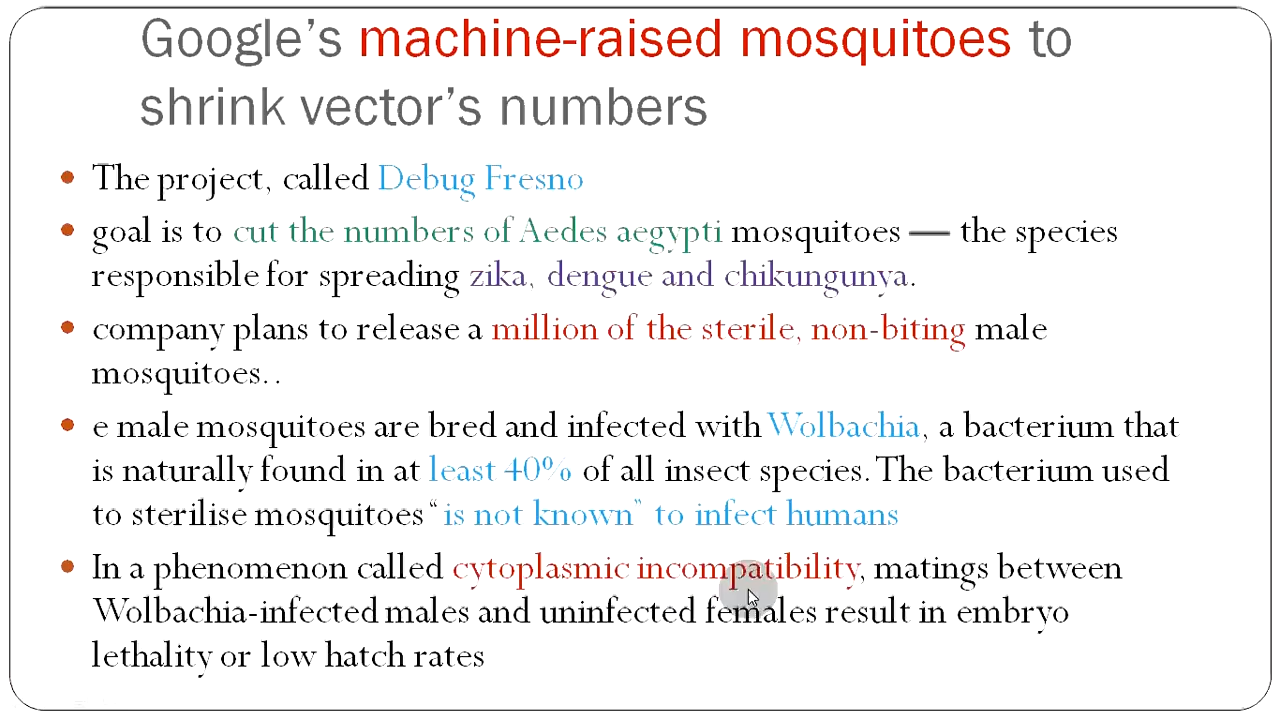 Google's machine-raised mosquitoes to
shrink vector's numbers
• The project, called Debug Fresno
• goal is to cut the numbers of Aedes aegypti mosquitoes — the species
responsible for spreading zika, dengue and chikungunya.
• company plans to release a million of the sterile, non-biting male
mosquitoes. .
• e male mosquitoes are bred and infected with Wolbachia, a bacterium that
is naturally found in at least 40% of all insect species. The bacterium used
to sterilise mosquitoes “is not known” to infect humans
• In a phenomenon called cytoplasmic incompatibility, matings between
Wolbachia-infected males and uninfected females result in embryo
lethality or low hatch rates